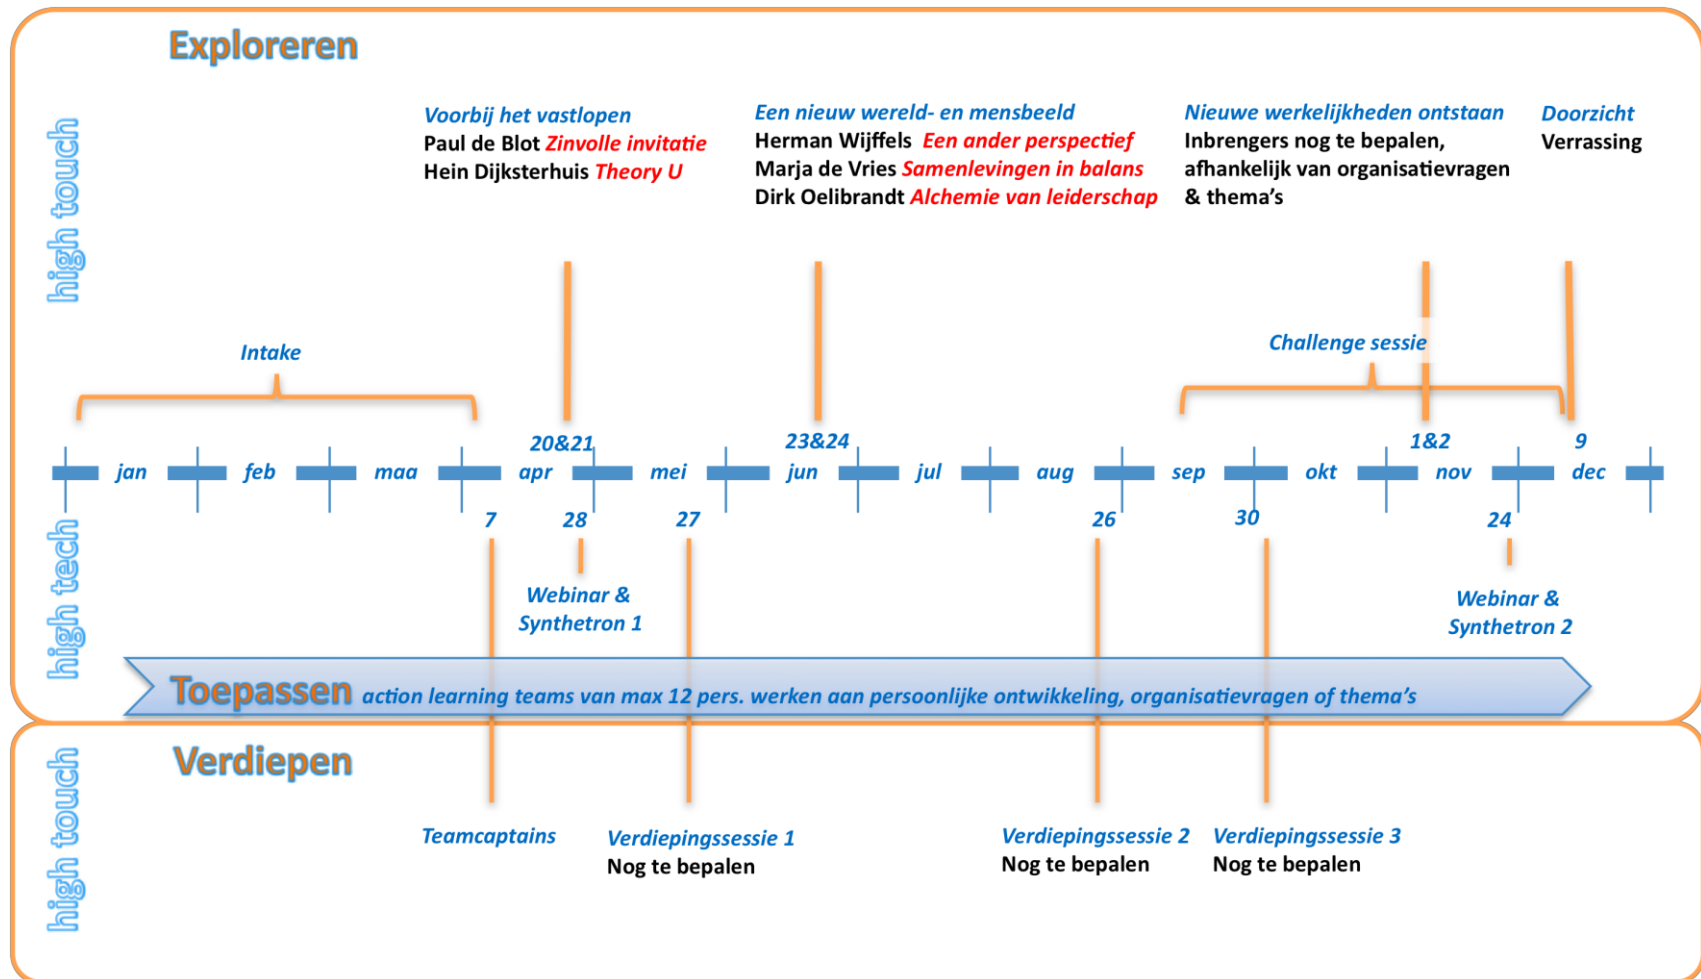 Exploreren
high touch
Voorbij het vastlopen
Paul de Blot Zinvolle invitatie
Hein Dijksterhuis Theory U
Een nieuw wereld- en mensbeeld
Herman Wijffels Een ander perspectief
Marja de Vries Samenlevingen in balans
Dirk Oelibrandt Alchemie van leiderschap
Nieuwe werkelijkheden ontstaan
Inbrengers nog te bepalen,
afhankelijk van organisatievragen
& thema's
Doorzicht
Verrassing
Intake
Challenge sessie
20&21
23&24
1&2
9
jan feb maa apr mei jun jul aug sep okt nov dec
7
28
27
26
30
24
high tech
Webinar &
Synthetron 1
Webinar &
Synthetron 2
Toepassen action learning teams van max 12 pers. werken aan persoonlijke ontwikkeling, organisatievragen of thema's
Verdiepen
high touch
Teamcaptains
Verdiepingssessie 1
Nog te bepalen
Verdiepingssessie 2
Nog te bepalen
Verdiepingssessie 3
Nog te bepalen